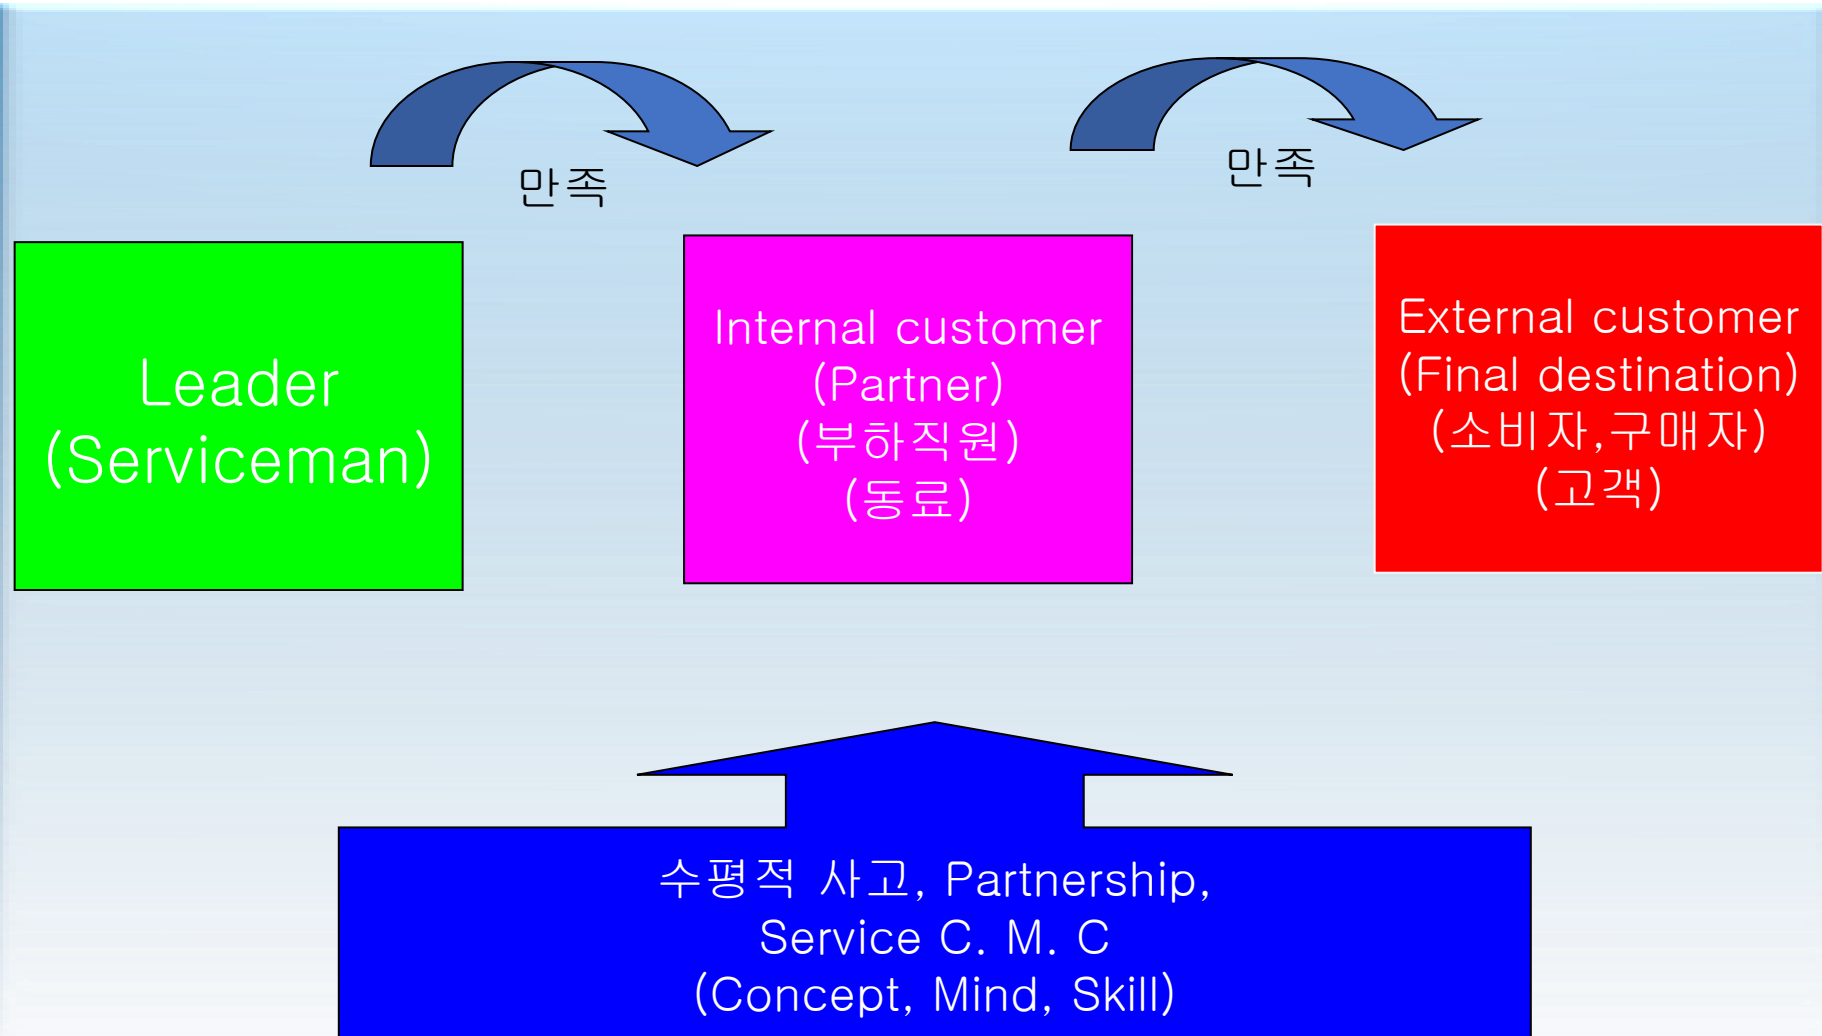 만족
만족
Leader
(Serviceman)
Internal customer
(Partner)
(부하직원)
(동료)
External customer
(Final destination)
(소비자,구매자)
(고객)
수평적 사고, Partnership,
Service C. M. C
(Concept, Mind, Skill)